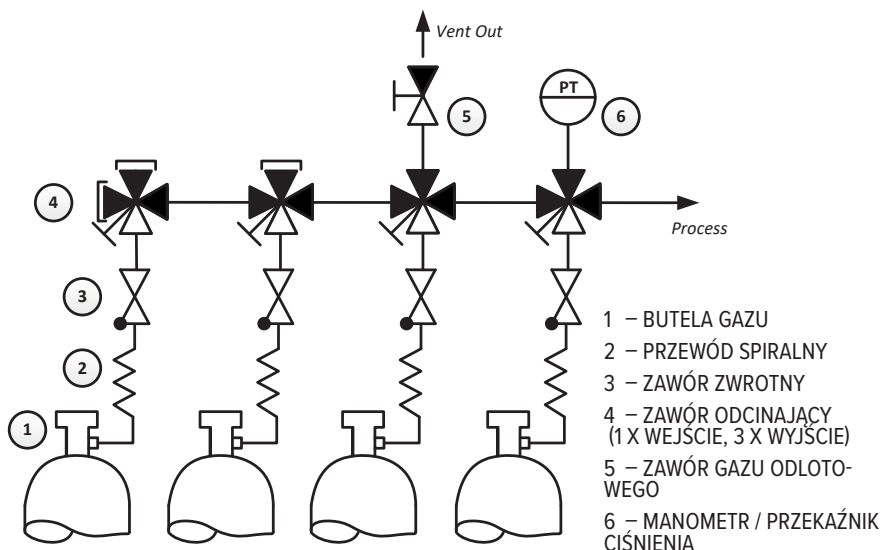 Vent Out
PT
5
6
4
Process
3
2
1
1 – BUTELA GAZU
2 – PRZEWÓD SPIRALNY
3 – ZAWÓR ZWROTNY
4 – ZAWÓR ODCINAJĄCY
(1 X WEJŚCIE, 3 X WYJŚCIE)
5 – ZAWÓR GAZU ODLOTO-
WEGO
6 – MANOMETR / PRZEKAŹNIK
CIŚNIENIA